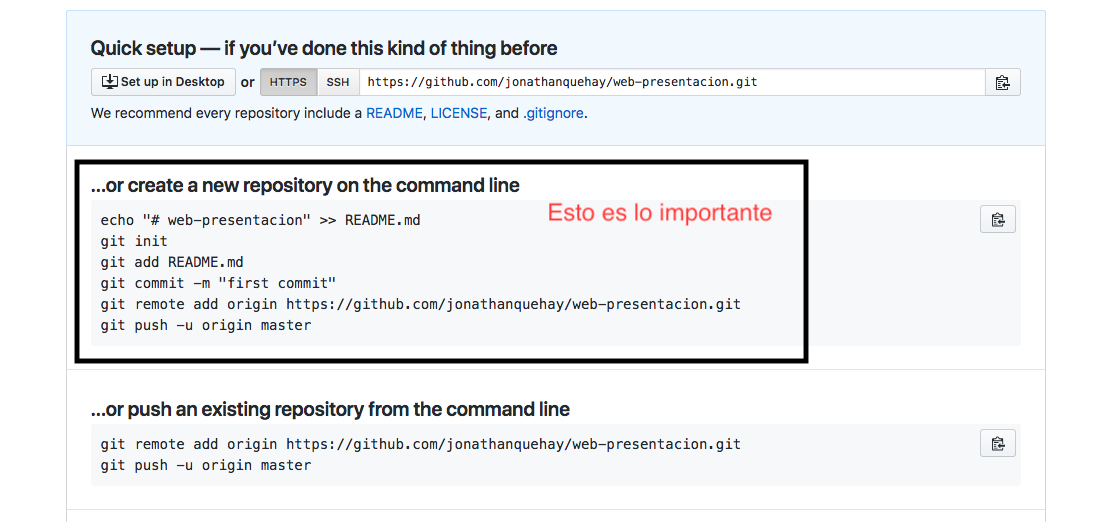 Quick setup — if you’ve done this kind of thing before
Set up in Desktop or HTTPS SSH https://github.com/jonathanquehay/web-presentacion.git
We recommend every repository include a README, LICENSE, and .gitignore.
…or create a new repository on the command line
Esto es lo importante
echo "# web-presentacion" >> README.md
git init
git add README.md
git commit -m "first commit"
git remote add origin https://github.com/jonathanquehay/web-presentacion.git
git push -u origin master
…or push an existing repository from the command line
git remote add origin https://github.com/jonathanquehay/web-presentacion.git
git push -u origin master